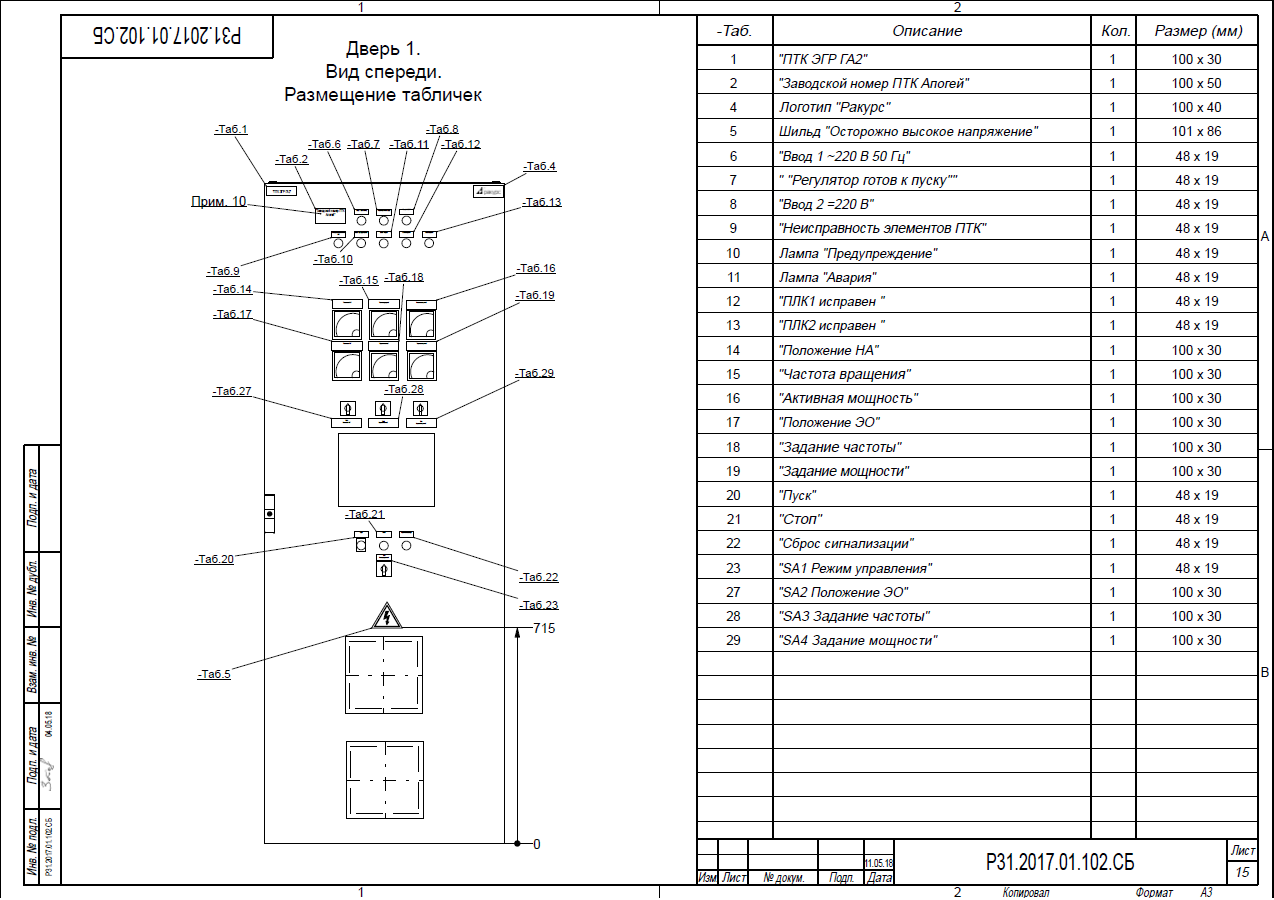 1
2
Р31.2017.01.102.СБ
Дверь 1.
Вид спереди.
Размещение табличек
-Таб.1
-Таб.2
-Таб.6
-Таб.7
-Таб.8
-Таб.11
-Таб.12
-Таб.4
ракурс
Прим. 10
-Таб.13
-Таб.9
-Таб.10
-Таб.14
-Таб.15
-Таб.18
-Таб.16
-Таб.17
-Таб.19
-Таб.27
-Таб.28
-Таб.29
-Таб.21
-Таб.20
-Таб.22
-Таб.23
-Таб.5
715
0
-Таб. Описание Кол. Размер (мм)
1 "ПТК ЭГР ГА2" 1 100 x 30
2 "Заводской номер ПТК Апогей" 1 100 x 50
4 Логотип "Ракурс" 1 100 x 40
5 Шильд "Осторожно высокое напряжение" 1 101 x 86
6 "Ввод 1 ~220 В 50 Гц" 1 48 x 19
7 " "Регулятор готов к пуску"" 1 48 x 19
8 "Ввод 2 =220 В" 1 48 x 19
9 "Неисправность элементов ПТК" 1 48 x 19
10 Лампа "Предупреждение" 1 48 x 19
11 Лампа "Авария" 1 48 x 19
12 "ПЛК1 исправен " 1 48 x 19
13 "ПЛК2 исправен " 1 48 x 19
14 "Положение НА" 1 100 x 30
15 "Частота вращения" 1 100 x 30
16 "Активная мощность" 1 100 x 30
17 "Положение ЭО" 1 100 x 30
18 "Задание частоты" 1 100 x 30
19 "Задание мощности" 1 100 x 30
20 "Пуск" 1 48 x 19
21 "Стоп" 1 48 x 19
22 "Сброс сигнализации" 1 48 x 19
23 "SA1 Режим управления" 1 48 x 19
27 "SA2 Положение ЭО" 1 100 x 30
28 "SA3 Задание частоты" 1 100 x 30
29 "SA4 Задание мощности" 1 100 x 30
A
B
Подп. и дата
Инв. № дубл.
Взам. инв. №
Подп. и дата
04.05.18
Инв. № подл.
Р31.2017.01.102.СБ
11.05.18
Изм Лист № докум. Подп. Дата
Р31.2017.01.102.СБ
Лист
15
1
2
Копировал
Формат А3